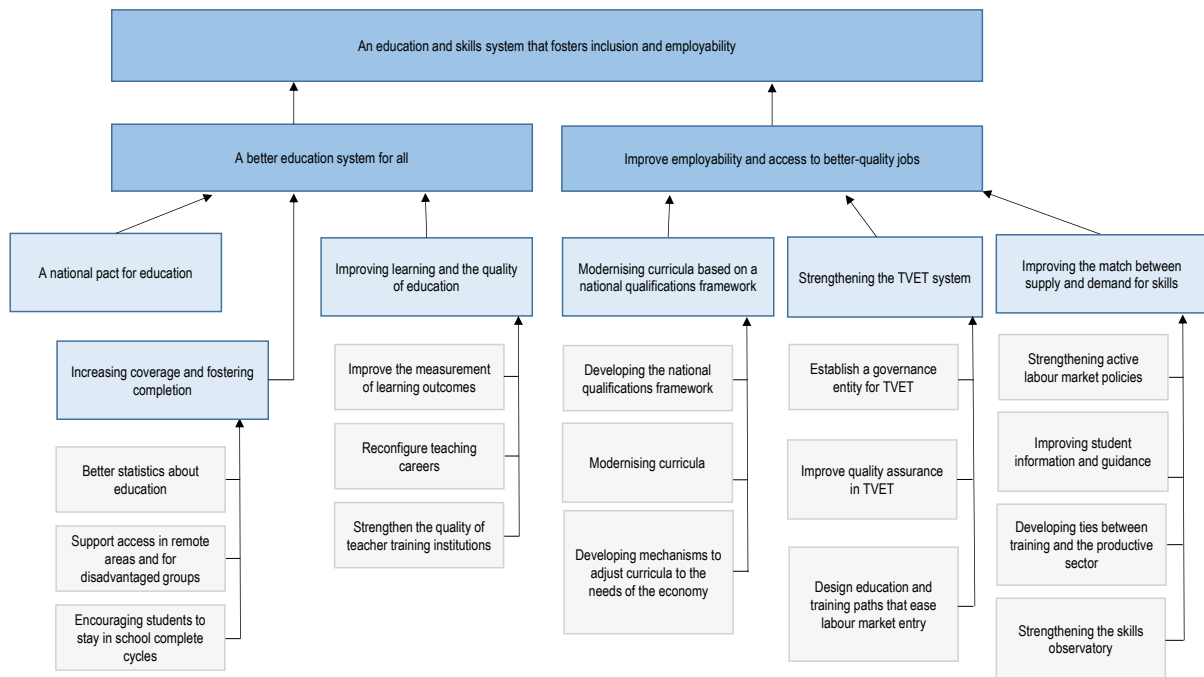 An education and skills system that fosters inclusion and employability
A better education system for all
Improve employability and access to better-quality jobs
A national pact for education
Improving learning and the quality
of education
Modernising curricula based on a
national qualifications framework
Strengthening the TVET system
Improving the match between
supply and demand for skills
Increasing coverage and fostering
completion
Better statistics about
education
Support access in remote
areas and for
disadvantaged groups
Encouraging students to
stay in school complete
cycles
Improve the measurement
of learning outcomes
Reconfigure teaching
careers
Strengthen the quality of
teacher training institutions
Developing the national
qualifications framework
Modernising curricula
Developing mechanisms to
adjust curricula to the
needs of the economy
Establish a governance
entity for TVET
Improve quality assurance
in TVET
Design education and
training paths that ease
labour market entry
Strengthening active
labour market policies
Improving student
information and guidance
Developing ties between
training and the productive
sector
Strengthening the skills
observatory